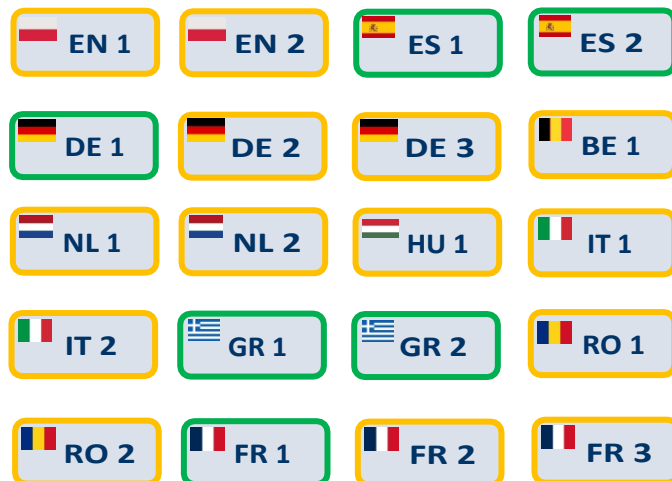 EN 1 EN 2 ES 1 ES 2
DE 1 DE 2 DE 3 BE 1
NL 1 NL 2 HU 1 IT 1
IT 2 GR 1 GR 2 RO 1
RO 2 FR 1 FR 2 FR 3